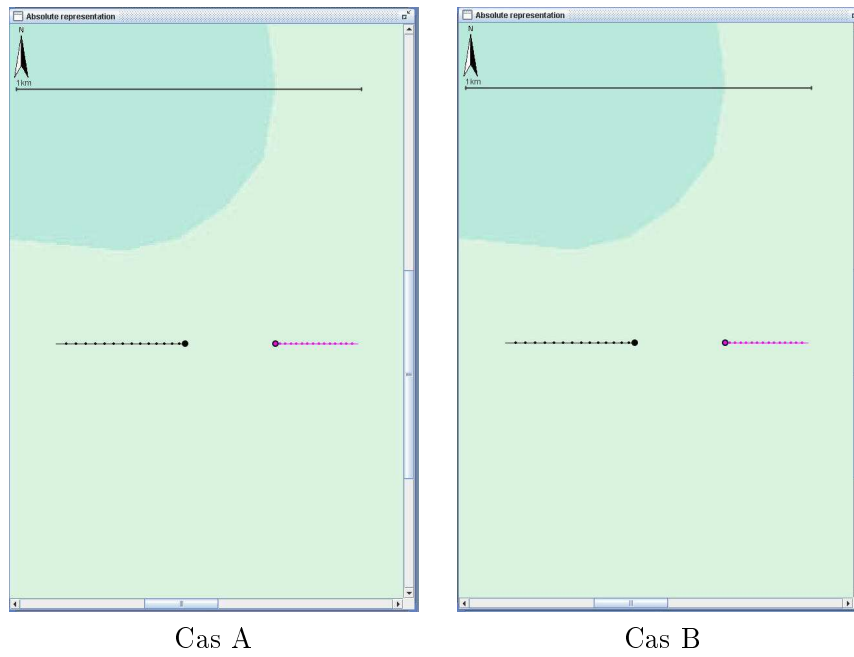 Absolute representation
N
1km
Absolute representation
N
1km
Cas A
Cas B